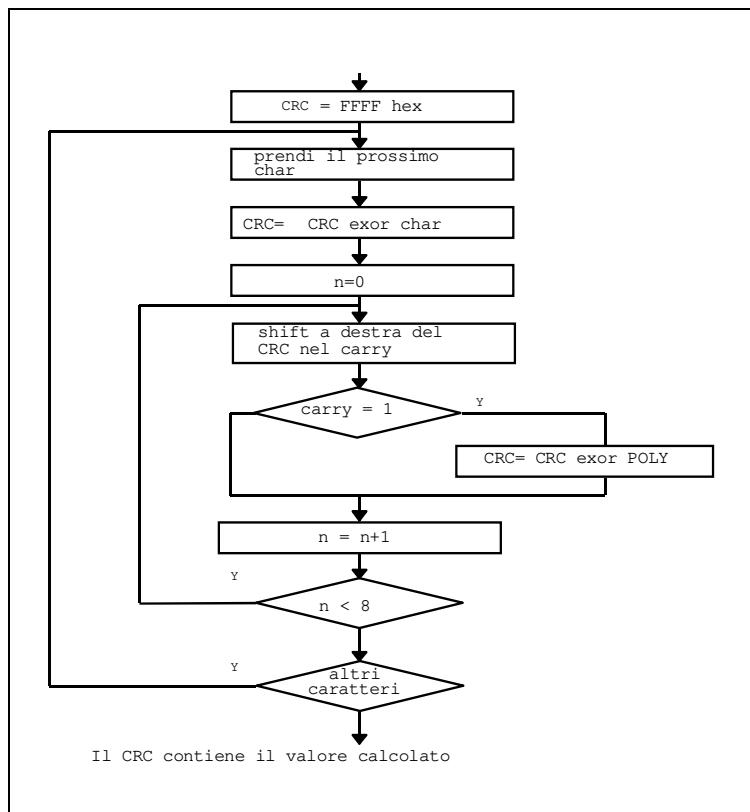 CRC = FFFF hex
prendi il prossimo
char
CRC= CRC exor char
n=0
shift a destra del
CRC nel carry
carry = 1
Y
CRC= CRC exor POLY
n = n+1
Y
n < 8
Y
altri
caratteri
Il CRC contiene il valore calcolato